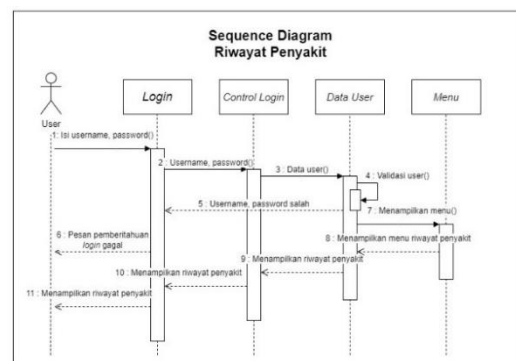 Sequence Diagram
Riwayat Penyakit
Login
Control Login
Data User
Menu
User
1: Isi username, password()
2 : Username, password()
3 : Data user()
4 : Validasi user()
5 : Username, password salah
7 : Menampilkan menu()
6 : Pesan pemberitahuan
login gagal
8 : Menampilkan menu riwayat penyakit
9 : Menampilkan riwayat penyakit
10 : Menampilkan riwayat penyakit
11 : Menampilkan riwayat penyakit